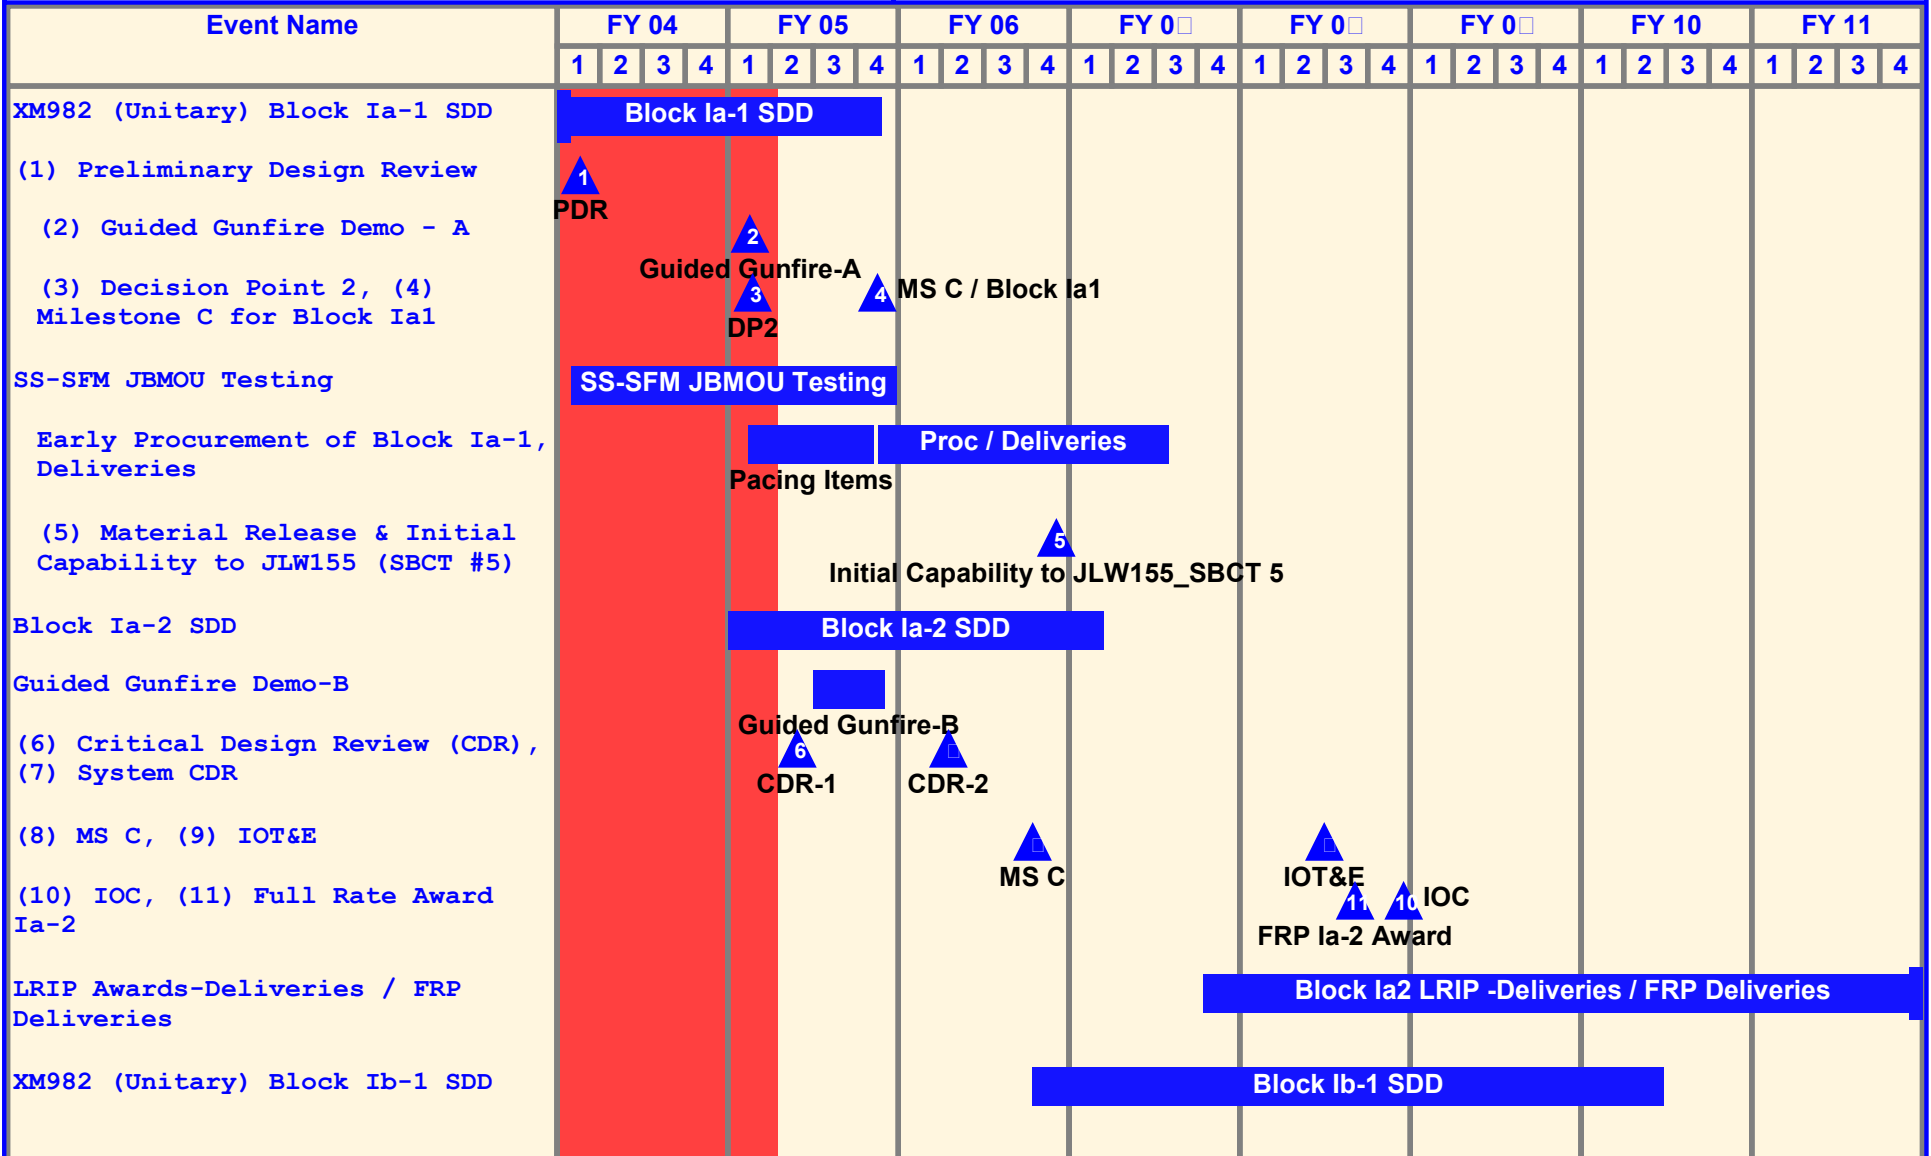 Event Name FY 04 FY 05 FY 06 FY 0□ FY 0□ FY 0□ FY 10 FY 11
1 2 3 4 1 2 3 4 1 2 3 4 1 2 3 4 1 2 3 4 1 2 3 4 1 2 3 4 1 2 3 4
XM982 (Unitary) Block Ia-1 SDD
Block Ia-1 SDD
(1) Preliminary Design Review
1
PDR
(2) Guided Gunfire Demo - A
2
Guided Gunfire-A
(3) Decision Point 2, (4)
Milestone C for Block Ia1
3
DP2
4
MS C / Block Ia1
SS-SFM JBMOU Testing
SS-SFM JBMOU Testing
Early Procurement of Block Ia-1,
Deliveries
Proc / Deliveries
Pacing Items
(5) Material Release & Initial
Capability to JLW155 (SBCT #5)
5
Initial Capability to JLW155_SBCT 5
Block Ia-2 SDD
Block Ia-2 SDD
Guided Gunfire Demo-B
Guided Gunfire-B
(6) Critical Design Review (CDR),
(7) System CDR
6
CDR-1
□
CDR-2
(8) MS C, (9) IOT&E
□
MS C
□
IOT&E
(10) IOC, (11) Full Rate Award
Ia-2
11
10
IOC
FRP Ia-2 Award
LRIP Awards-Deliveries / FRP
Deliveries
Block Ia2 LRIP -Deliveries / FRP Deliveries
XM982 (Unitary) Block Ib-1 SDD
Block Ib-1 SDD